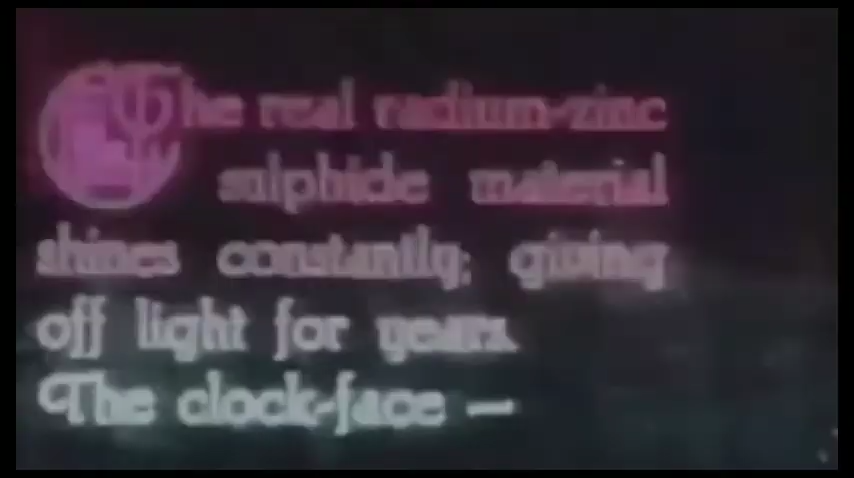 The real radium-zinc
sulphide material
shines constantly; giving
off light for years.
The clock-face —